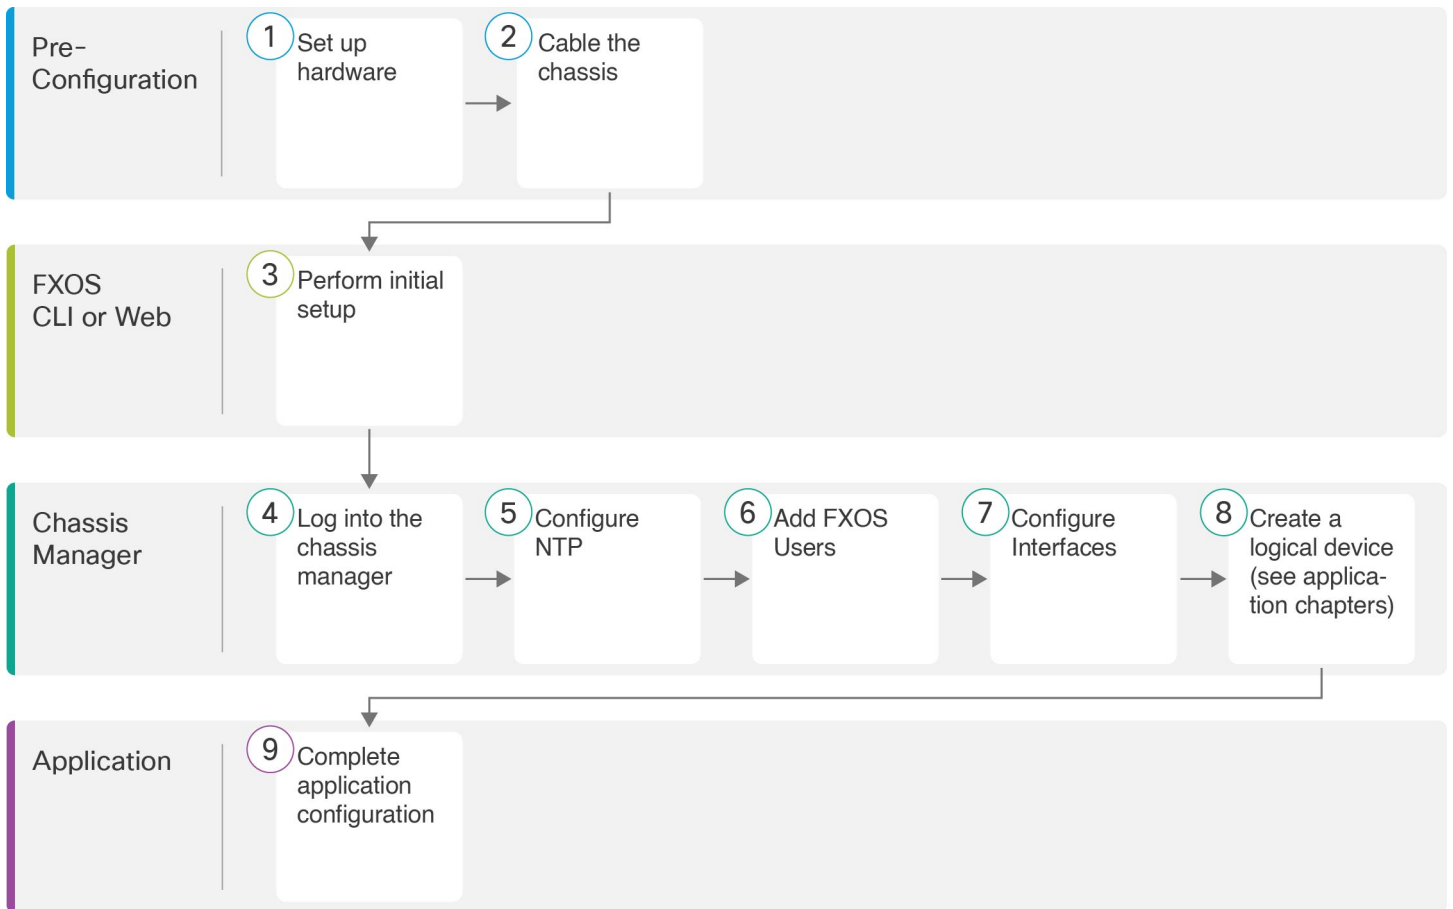 Pre-
Configuration
1
Set up
hardware
2
Cable the
chassis
FXOS
CLI or Web
3
Perform initial
setup
Chassis
Manager
4
Log into the
chassis
manager
5
Configure
NTP
6
Add FXOS
Users
7
Configure
Interfaces
8
Create a
logical device
(see applica-
tion chapters)
Application
9
Complete
application
configuration